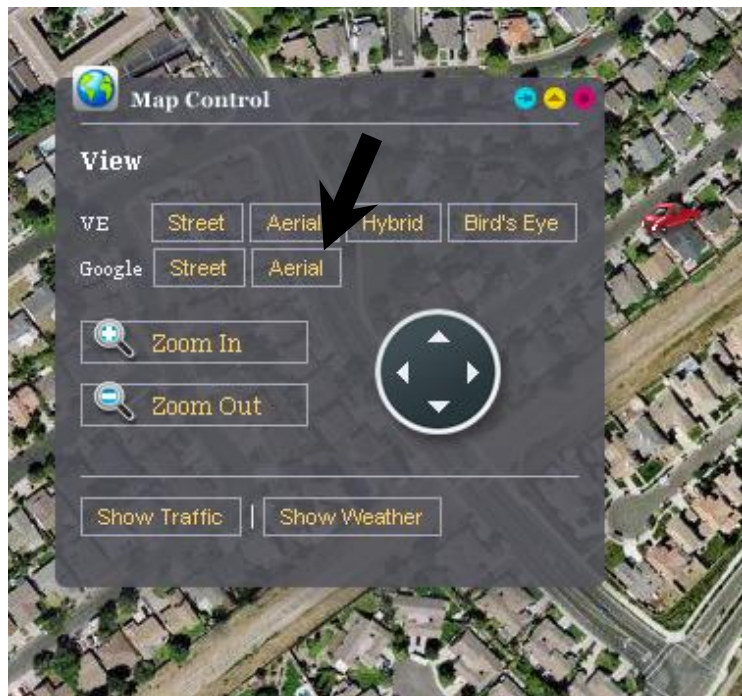 Map Control
View
VE Street Aerial Hybrid Bird's Eye
Google Street Aerial
Zoom In
Zoom Out
Show Traffic | Show Weather